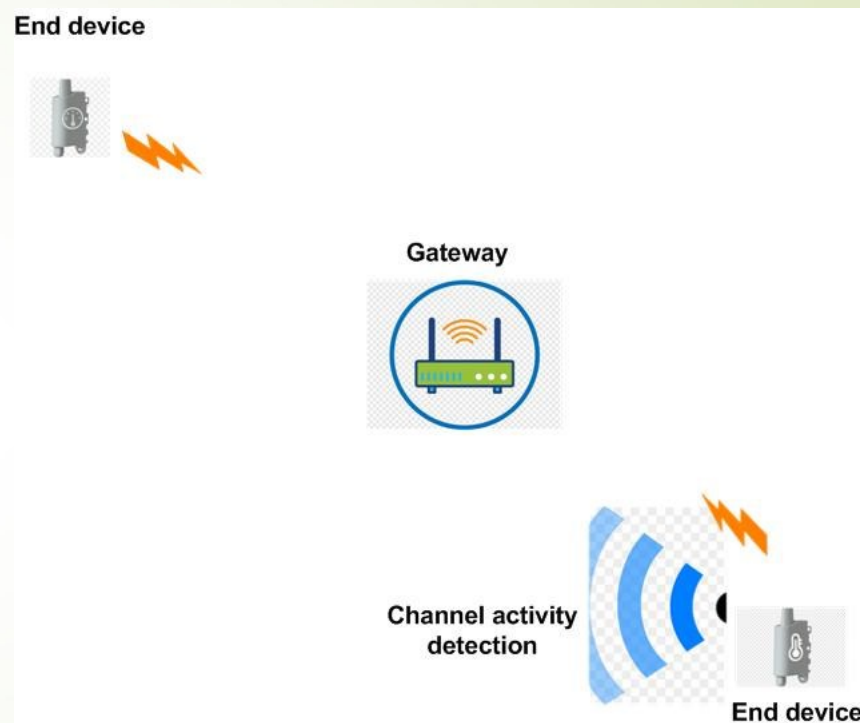 End device
Gateway
Channel activity
detection
End device